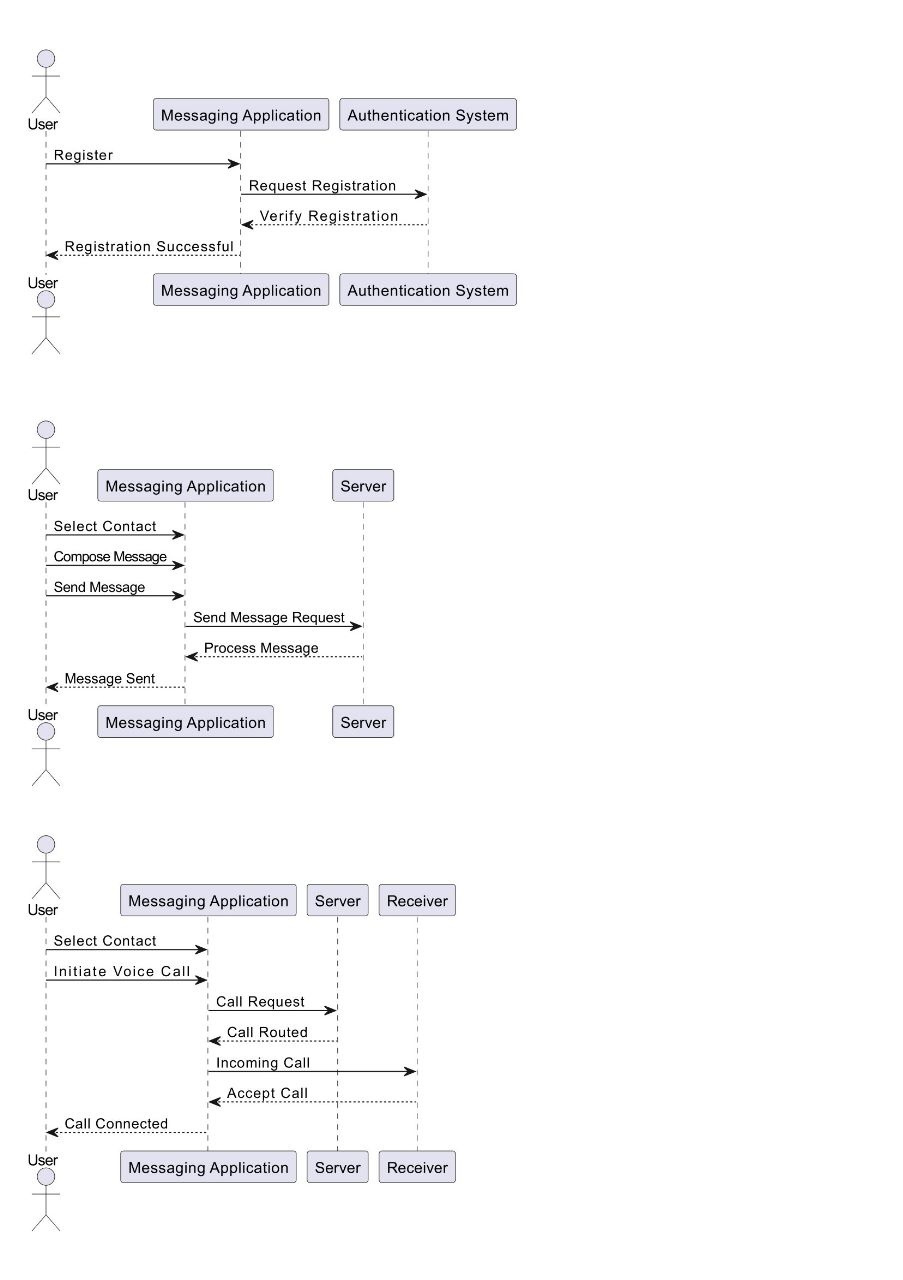 User
Messaging Application
Authentication System
Register
Request Registration
Verify Registration
Registration Successful
User
Messaging Application
Authentication System
User
Messaging Application
Server
Select Contact
Compose Message
Send Message
Send Message Request
Process Message
Message Sent
User
Messaging Application
Server
User
Messaging Application
Server
Receiver
Select Contact
Initiate Voice Call
Call Request
Call Routed
Incoming Call
Accept Call
Call Connected
User
Messaging Application
Server
Receiver